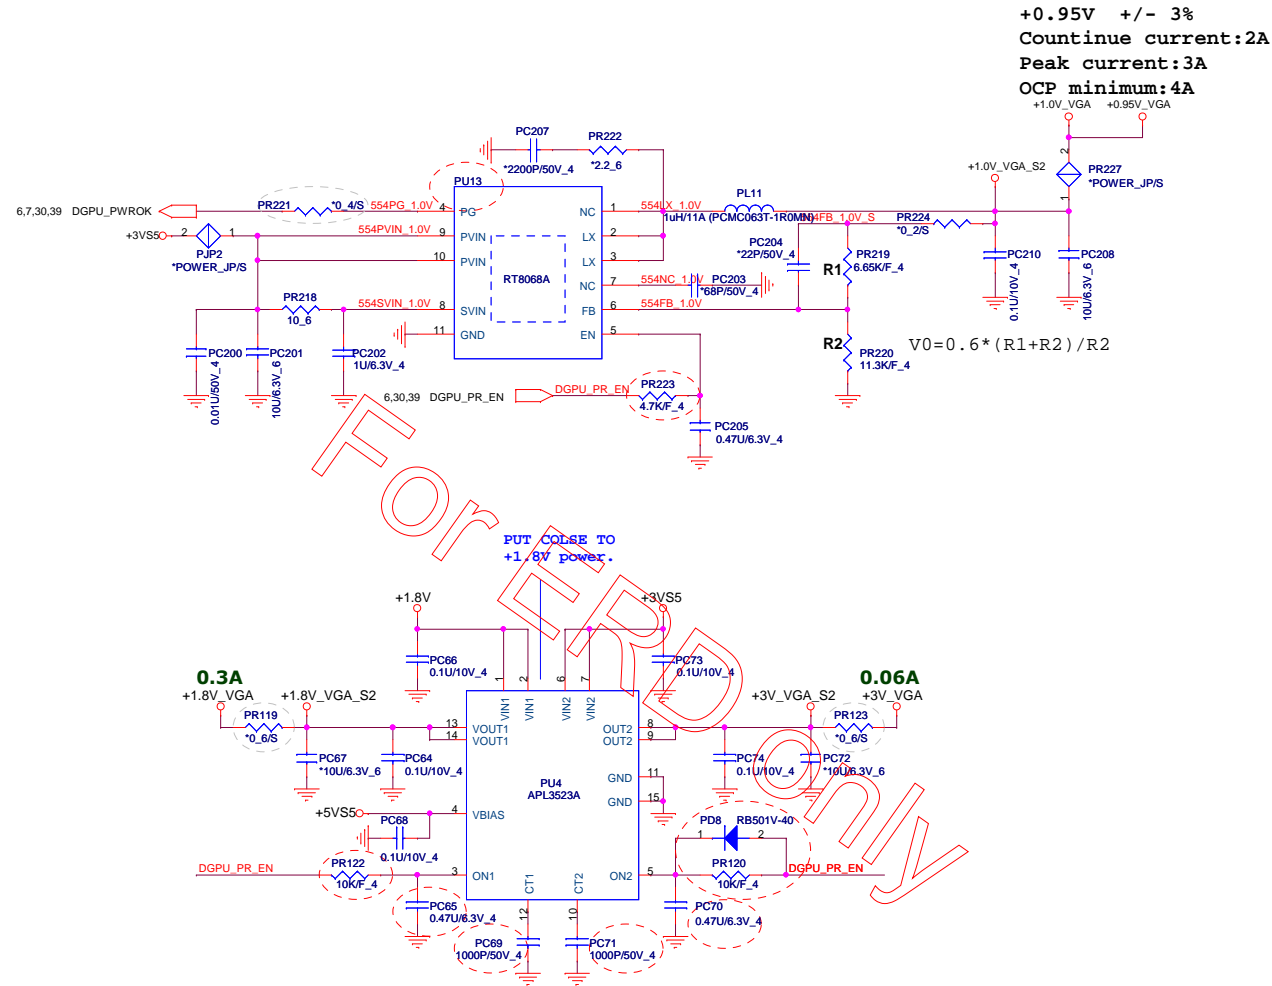 +0.95V +/- 3%
Countinue current:2A
Peak current:3A
OCP minimum:4A
+1.0V_VGA +0.95V_VGA
2
PR227
*POWER_JP/S
1
+1.0V_VGA_S2
PC207
*2200P/50V_4
PR222
*2.2_6
PU13
6,7,30,39 DGPU_PWROK
PR221
*0_4/S
554PG_1.0V
4
PG
+3VS5
2
1
PJP2
*POWER_JP/S
554PVIN_1.0V
9
PVIN
10
PVIN
RT8068A
PR218
10_6
554SVIN_1.0V
8
SVIN
11
GND
PC200
0.01U/50V_4
PC201
10U/6.3V_6
PC202
1U/6.3V_4
NC
1
554LX_1.0V
PL11
1uH/11A (PCMC063T-1R0MN)
LX
2
LX
3
NC
7
554NC_1.0V
PC203
*68P/50V_4
FB
6
554FB_1.0V
EN
5
554FB_1.0V_S
PR224
*0_2/S
PC204
*22P/50V_4
R1
PR219
6.65K/F_4
R2
PR220
11.3K/F_4
V0=0.6*(R1+R2)/R2
PC210
0.1U/10V_4
PC208
10U/6.3V_6
6,30,39 DGPU_PR_EN
DGPU_PR_EN
PR223
4.7K/F_4
PC205
0.47U/6.3V_4
For FRD only
PUT COLSE TO
+1.8V power.
+1.8V
+3VS5
PC66
0.1U/10V_4
PC73
0.1U/10V_4
1
2
6
7
VIN1
VIN1
VIN2
VIN2
0.3A
+1.8V_VGA
+1.8V_VGA_S2
PR119
*0_6/S
PC67
*10U/6.3V_6
PC64
0.1U/10V_4
13
VOUT1
14
VOUT1
PU4
APL3523A
OUT2
8
OUT2
9
GND
11
GND
15
0.06A
+3V_VGA_S2
+3V_VGA
PR123
*0_6/S
PC74
0.1U/10V_4
PC72
*10U/6.3V_6
+5VS5
4
VBIAS
PC68
0.1U/10V_4
DGPU_PR_EN
PR122
10K/F_4
3
ON1
PC65
0.47U/6.3V_4
CT1
12
CT2
10
PC69
1000P/50V_4
PC71
1000P/50V_4
ON2
5
PD8
RB501V-40
1
2
PR120
10K/F_4
DGPU_PR_EN
PC70
0.47U/6.3V_4